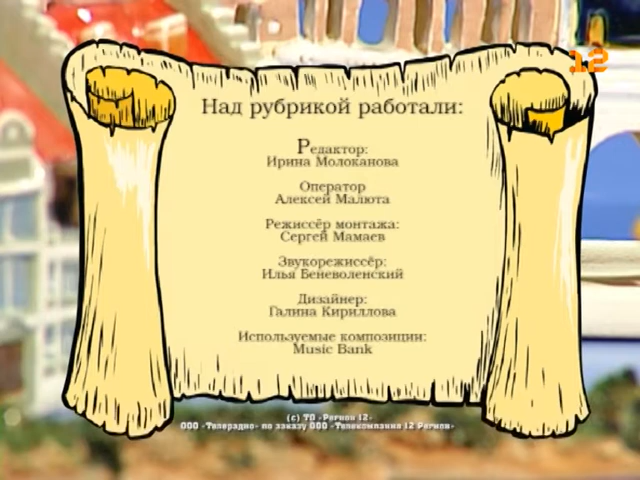 12
Над рубрикой работали:
Редактор:
Ирина Молоканова
Оператор
Алексей Малюта
Режиссёр монтажа:
Сергей Мамаев
Звукорежиссёр:
Илья Беневоленский
Дизайнер:
Галина Кириллова
Используемые композиции:
Music Bank
(с) ТО «Регион 12»
ООО «Телерадио» по заказу ООО «Телекомпания 12 Регион»